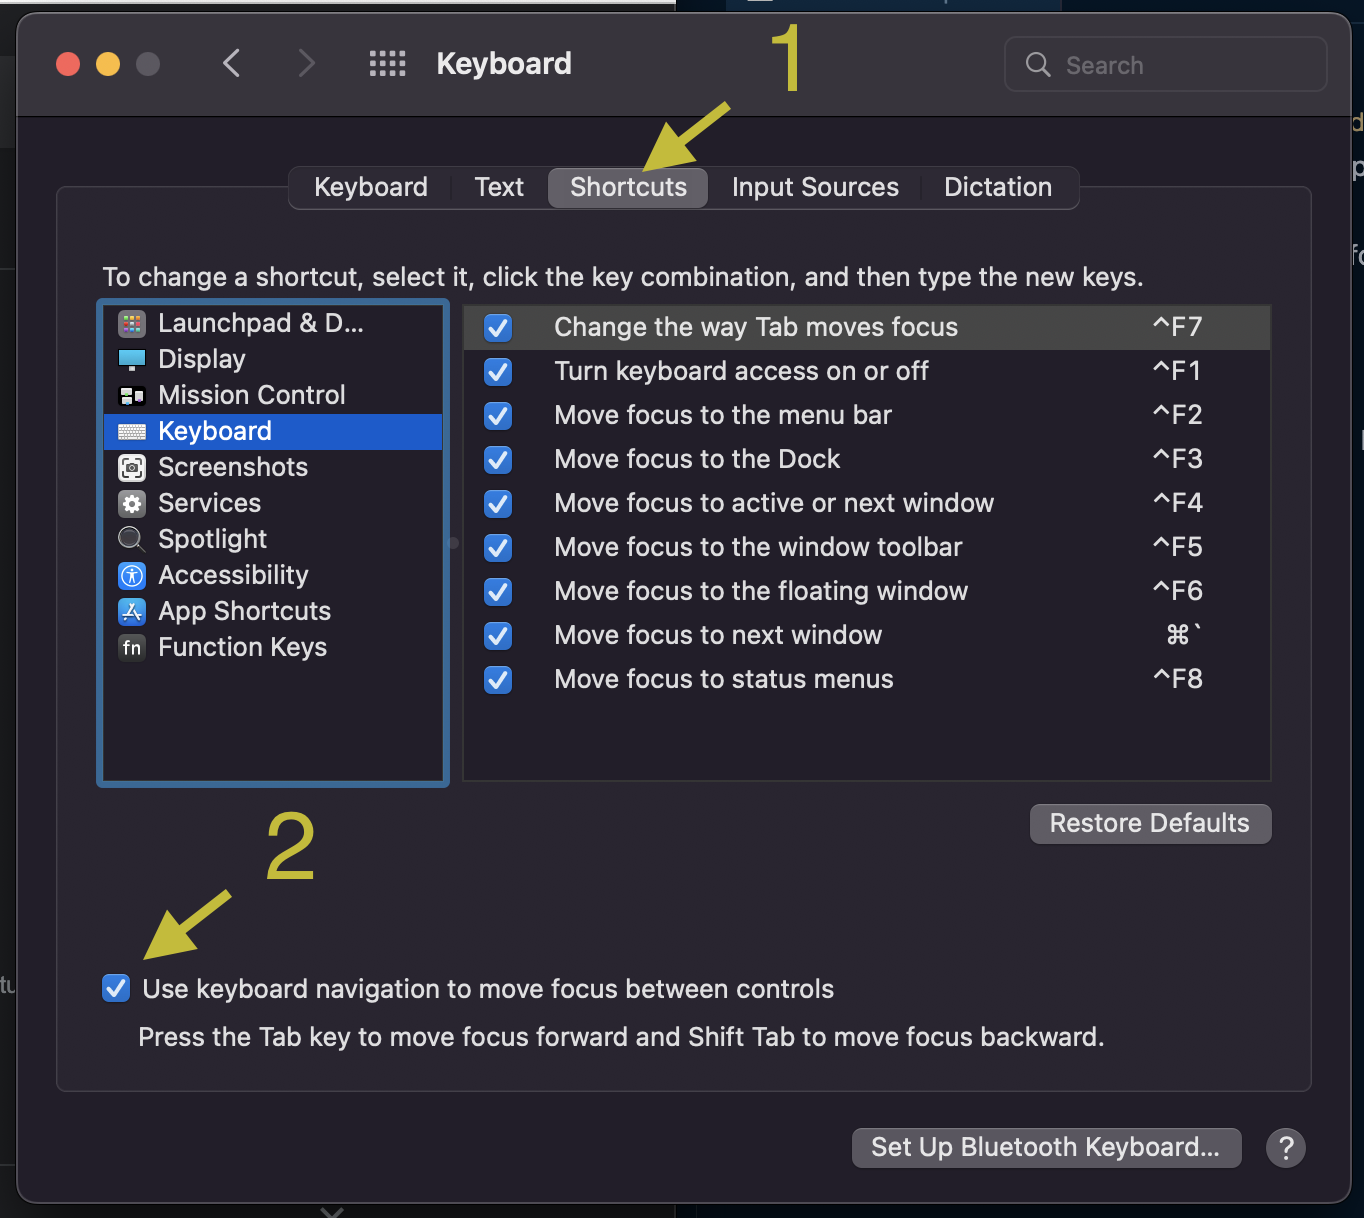 1
Keyboard
Search
Keyboard Text Shortcuts Input Sources Dictation
To change a shortcut, select it, click the key combination, and then type the new keys.
Launchpad & D...
Display
Mission Control
Keyboard
Screenshots
Services
Spotlight
Accessibility
App Shortcuts
fn Function Keys
Change the way Tab moves focus ^F7
Turn keyboard access on or off ^F1
Move focus to the menu bar ^F2
Move focus to the Dock ^F3
Move focus to active or next window ^F4
Move focus to the window toolbar ^F5
Move focus to the floating window ^F6
Move focus to next window ⌘`
Move focus to status menus ^F8
Restore Defaults
2
Use keyboard navigation to move focus between controls
Press the Tab key to move focus forward and Shift Tab to move focus backward.
Set Up Bluetooth Keyboard... ?